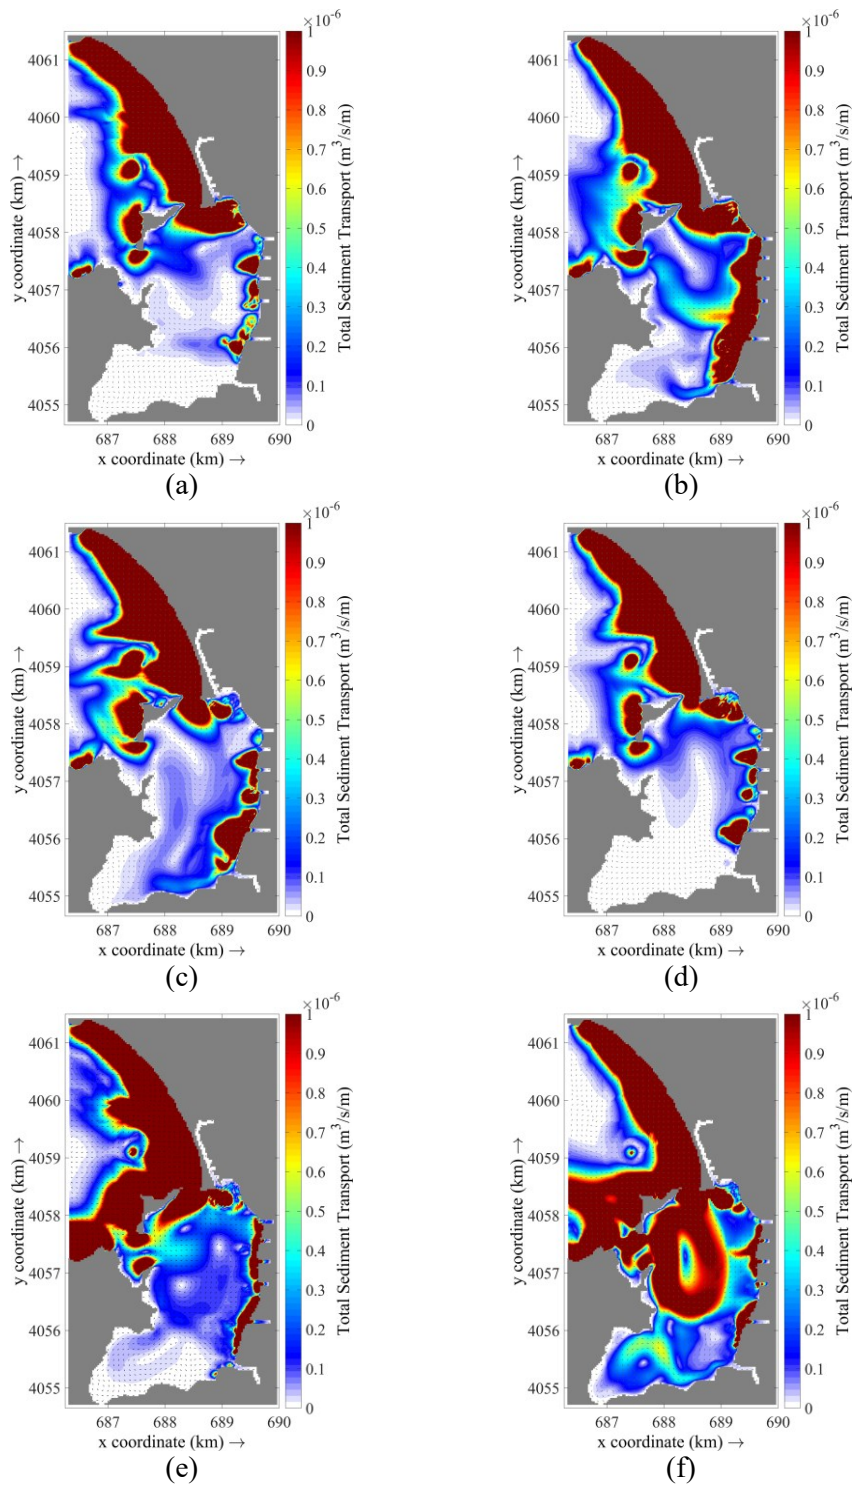 ×10⁻⁶ ×10⁻⁶
4061 4060 4059 4058 4057 4056 4055
y coordinate (km) →
687 688 689 690
x coordinate (km) →
1 0.9 0.8 0.7 0.6 0.5 0.4 0.3 0.2 0.1 0
Total Sediment Transport (m³/s/m)
4061 4060 4059 4058 4057 4056 4055
y coordinate (km) →
687 688 689 690
x coordinate (km) →
1 0.9 0.8 0.7 0.6 0.5 0.4 0.3 0.2 0.1 0
Total Sediment Transport (m³/s/m)
(a) (b)
×10⁻⁶ ×10⁻⁶
4061 4060 4059 4058 4057 4056 4055
y coordinate (km) →
687 688 689 690
x coordinate (km) →
1 0.9 0.8 0.7 0.6 0.5 0.4 0.3 0.2 0.1 0
Total Sediment Transport (m³/s/m)
4061 4060 4059 4058 4057 4056 4055
y coordinate (km) →
687 688 689 690
x coordinate (km) →
1 0.9 0.8 0.7 0.6 0.5 0.4 0.3 0.2 0.1 0
Total Sediment Transport (m³/s/m)
(c) (d)
×10⁻⁶ ×10⁻⁶
4061 4060 4059 4058 4057 4056 4055
y coordinate (km) →
687 688 689 690
x coordinate (km) →
1 0.9 0.8 0.7 0.6 0.5 0.4 0.3 0.2 0.1 0
Total Sediment Transport (m³/s/m)
4061 4060 4059 4058 4057 4056 4055
y coordinate (km) →
687 688 689 690
x coordinate (km) →
1 0.9 0.8 0.7 0.6 0.5 0.4 0.3 0.2 0.1 0
Total Sediment Transport (m³/s/m)
(e) (f)